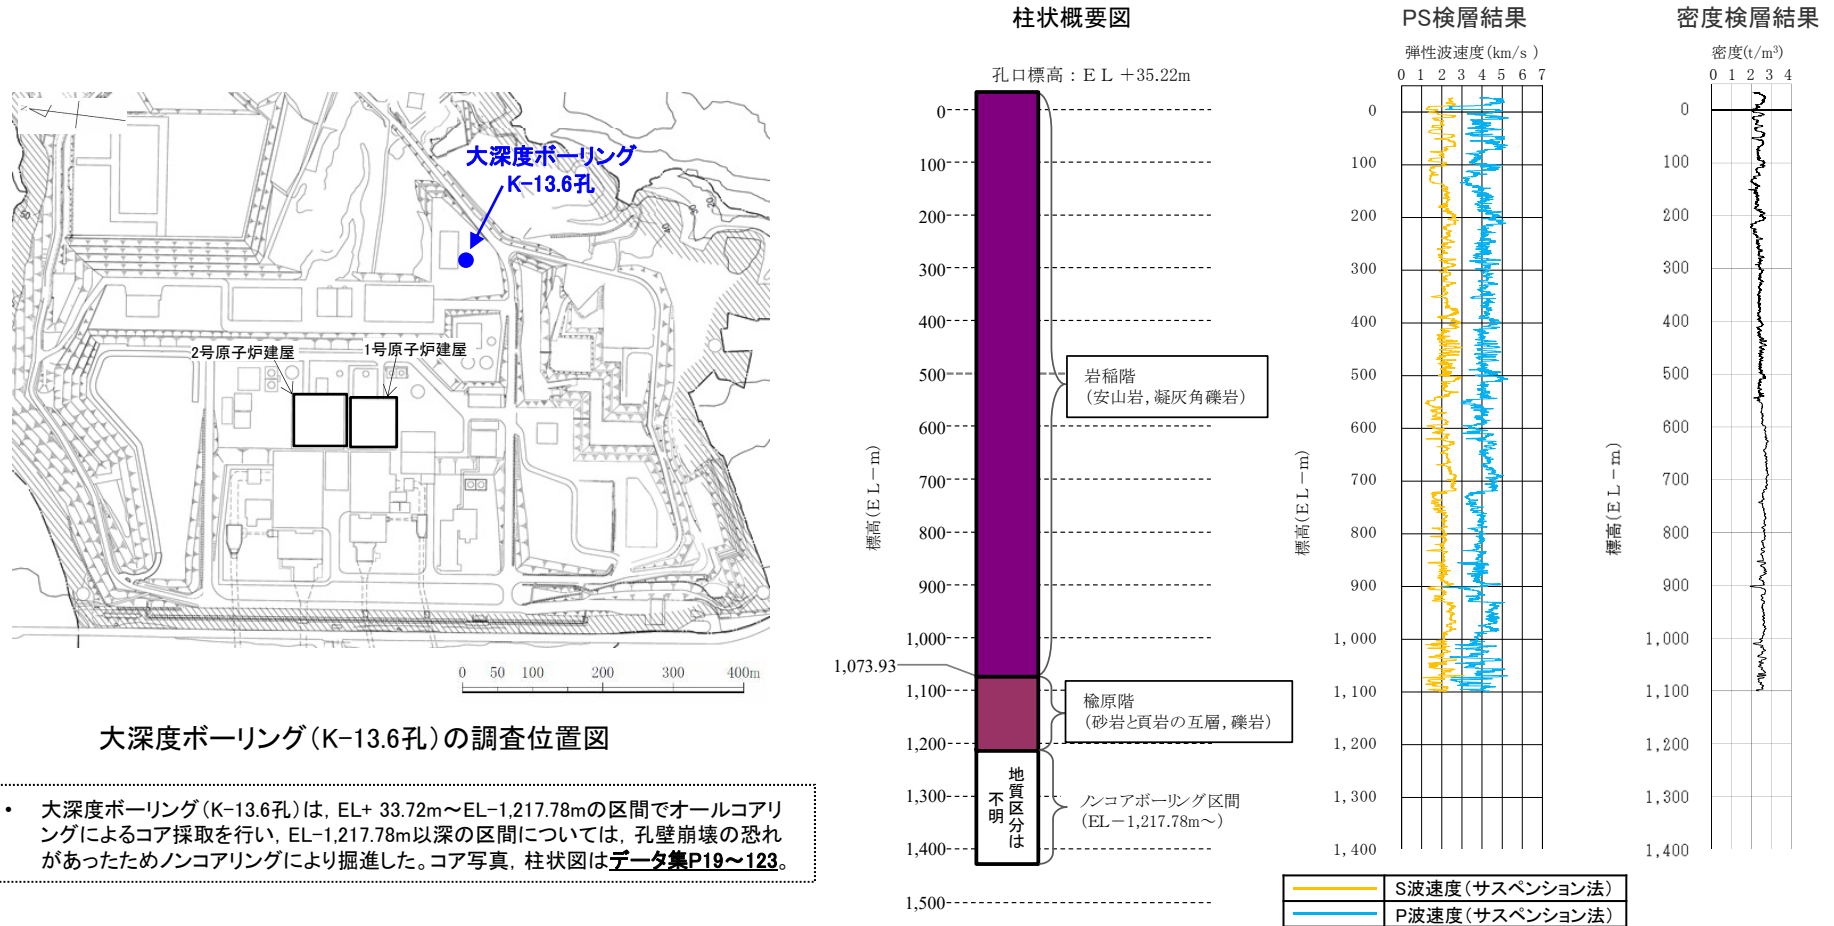 大深度ボーリング
K-13.6孔
2号原子炉建屋
1号原子炉建屋
50
50
30
20
40
0 50 100 200 300 400m
大深度ボーリング(K-13.6孔)の調査位置図
• 大深度ボーリング(K-13.6孔)は, EL+ 33.72m～EL-1,217.78mの区間でオールコアリ
ングによるコア採取を行い, EL-1,217.78m以深の区間については, 孔壁崩壊の恐れ
があったためノンコアリングにより掘進した。コア写真, 柱状図はデータ集P19～123。
柱状概要図
孔口標高：ＥＬ +35.22m
標高(ＥＬ－m)
0
100
200
300
400
500
600
700
800
900
1,000
1,073.93
1,100
1,200
1,300
1,400
1,500
岩稲階
(安山岩, 凝灰角礫岩)
楡原階
(砂岩と頁岩の互層, 礫岩)
地質区分は
不明
ノンコアボーリング区間
(EL－1,217.78m～)
PS検層結果
弾性波速度(km/s )
0 1 2 3 4 5 6 7
標高(ＥＬ－m)
0
100
200
300
400
500
600
700
800
900
1,000
1,100
1,200
1,300
1,400
S波速度(サスペンション法)
P波速度(サスペンション法)
密度検層結果
密度(t/m³)
0 1 2 3 4
標高(ＥＬ－m)
0
100
200
300
400
500
600
700
800
900
1,000
1,100
1,200
1,300
1,400